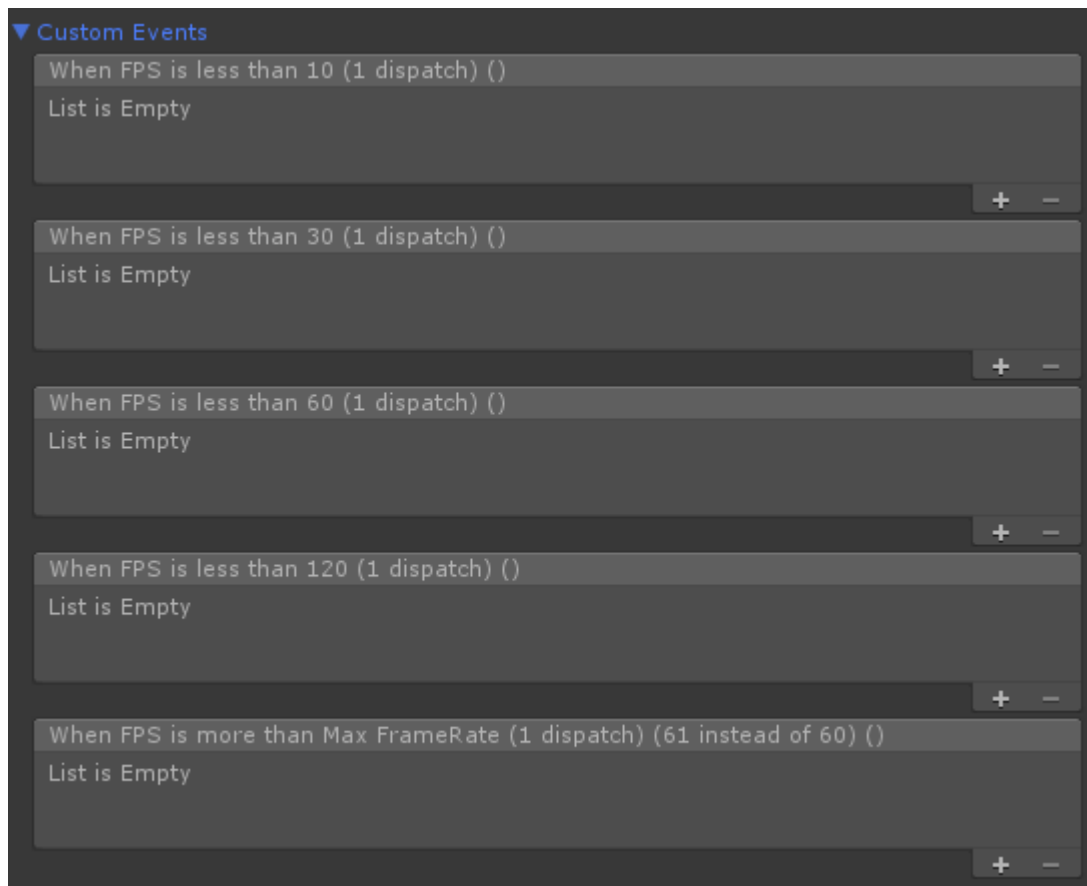 Custom Events
When FPS is less than 10 (1 dispatch) ()
List is Empty
+ −
When FPS is less than 30 (1 dispatch) ()
List is Empty
+ −
When FPS is less than 60 (1 dispatch) ()
List is Empty
+ −
When FPS is less than 120 (1 dispatch) ()
List is Empty
+ −
When FPS is more than Max FrameRate (1 dispatch) (61 instead of 60) ()
List is Empty
+ −